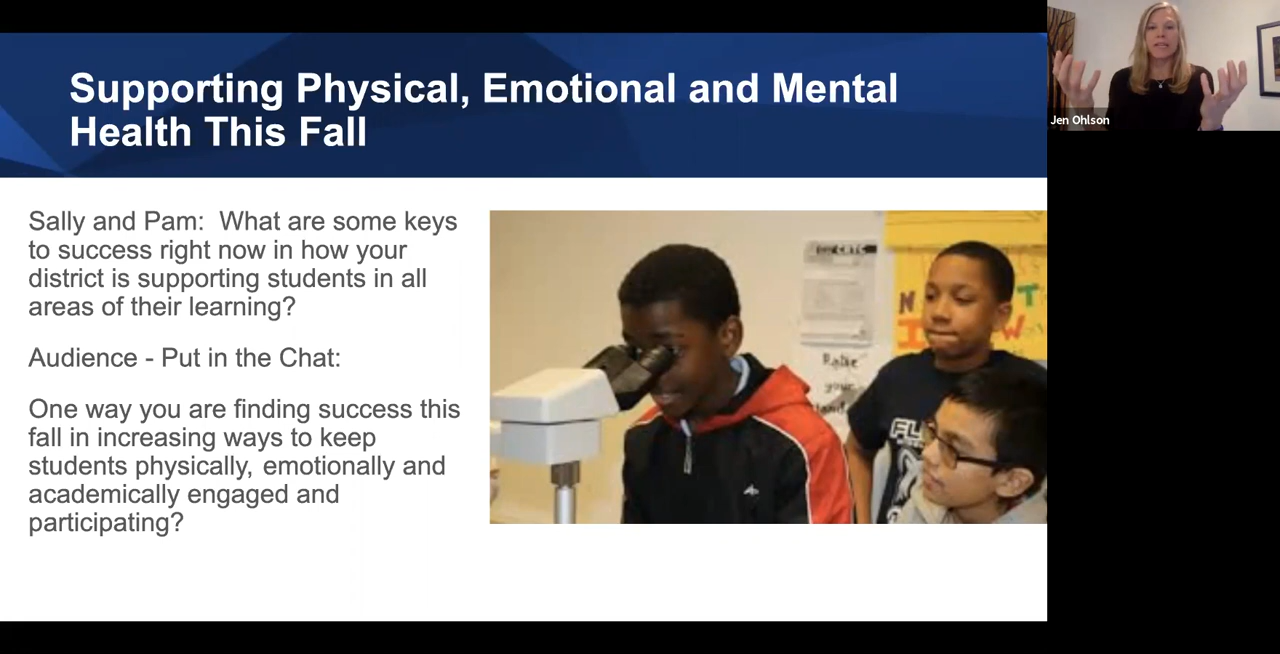 Supporting Physical, Emotional and Mental
Health This Fall
Jen Ohlson
Sally and Pam:  What are some keys
to success right now in how your
district is supporting students in all
areas of their learning?
Audience - Put in the Chat:
One way you are finding success this
fall in increasing ways to keep
students physically, emotionally and
academically engaged and
participating?
Raise
your